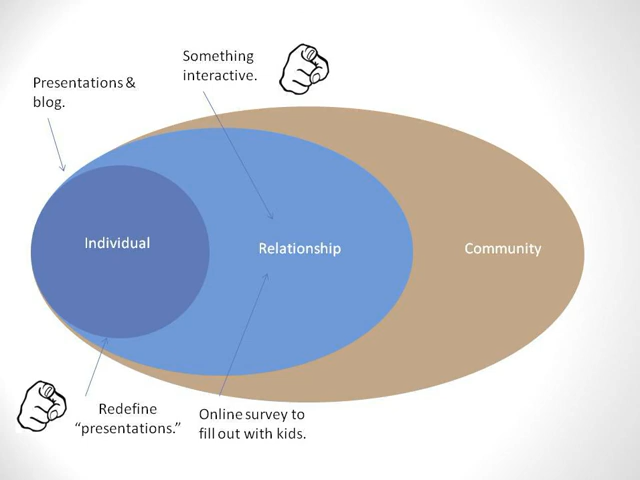 Something
interactive.
Presentations &
blog.
Individual
Relationship
Community
Redefine
“presentations.”
Online survey to
fill out with kids.